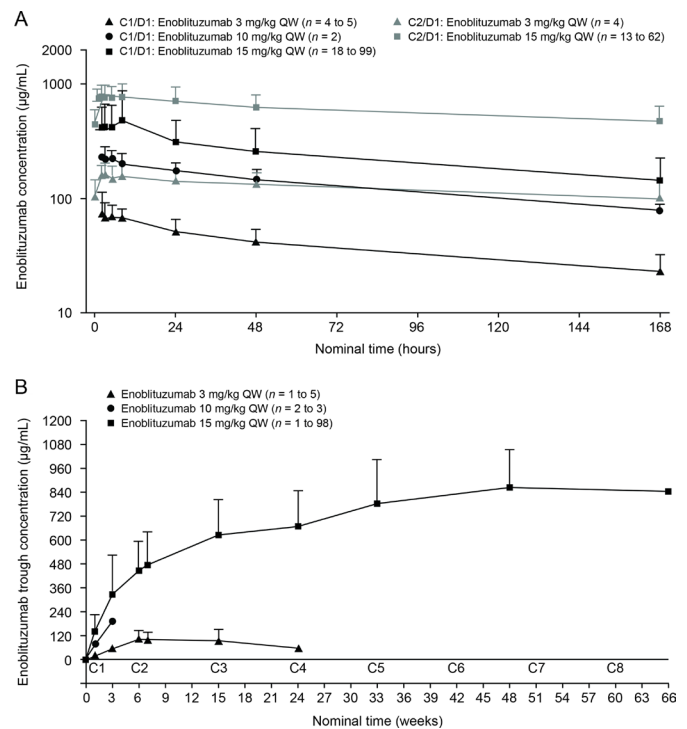 A
C1/D1: Enoblituzumab 3 mg/kg QW (n = 4 to 5)
C1/D1: Enoblituzumab 10 mg/kg QW (n = 2)
C1/D1: Enoblituzumab 15 mg/kg QW (n = 18 to 99)
C2/D1: Enoblituzumab 3 mg/kg QW (n = 4)
C2/D1: Enoblituzumab 15 mg/kg QW (n = 13 to 62)
Enoblituzumab concentration (µg/mL)
2000
1000
100
10
0 24 48 72 96 120 144 168
Nominal time (hours)
B
Enoblituzumab 3 mg/kg QW (n = 1 to 5)
Enoblituzumab 10 mg/kg QW (n = 2 to 3)
Enoblituzumab 15 mg/kg QW (n = 1 to 98)
Enoblituzumab trough concentration (µg/mL)
1200
1080
960
840
720
600
480
360
240
120
0
C1 C2 C3 C4 C5 C6 C7 C8
0 3 6 9 12 15 18 21 24 27 30 33 36 39 42 45 48 51 54 57 60 63 66
Nominal time (weeks)